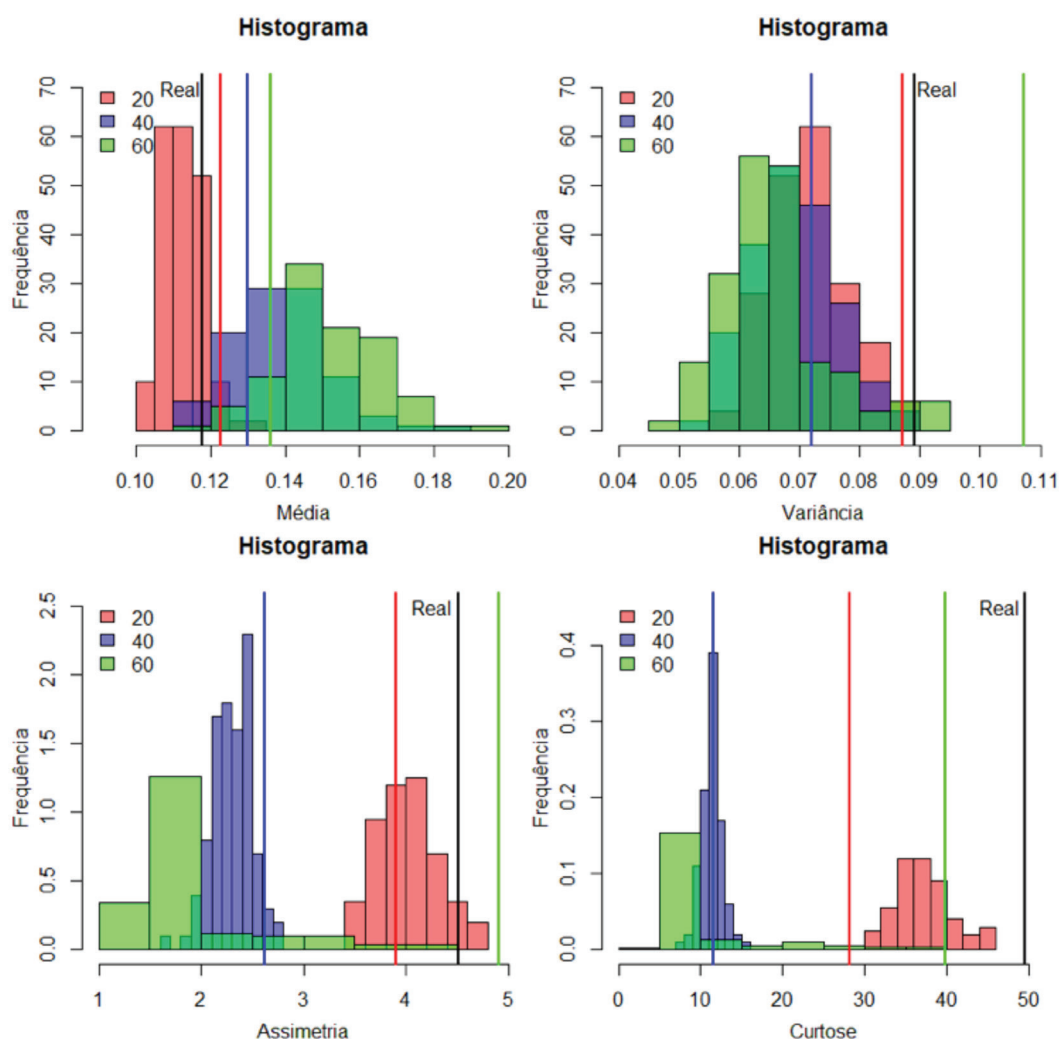 Histograma
Real
20
40
60
Frequência
0 10 20 30 40 50 60 70
0.10 0.12 0.14 0.16 0.18 0.20
Média
Histograma
Real
20
40
60
Frequência
0 10 20 30 40 50 60 70
0.04 0.05 0.06 0.07 0.08 0.09 0.10 0.11
Variância
Histograma
Real
20
40
60
Frequência
0.0 0.5 1.0 1.5 2.0 2.5
1 2 3 4 5
Assimetria
Histograma
Real
20
40
60
Frequência
0.0 0.1 0.2 0.3 0.4
0 10 20 30 40 50
Curtose